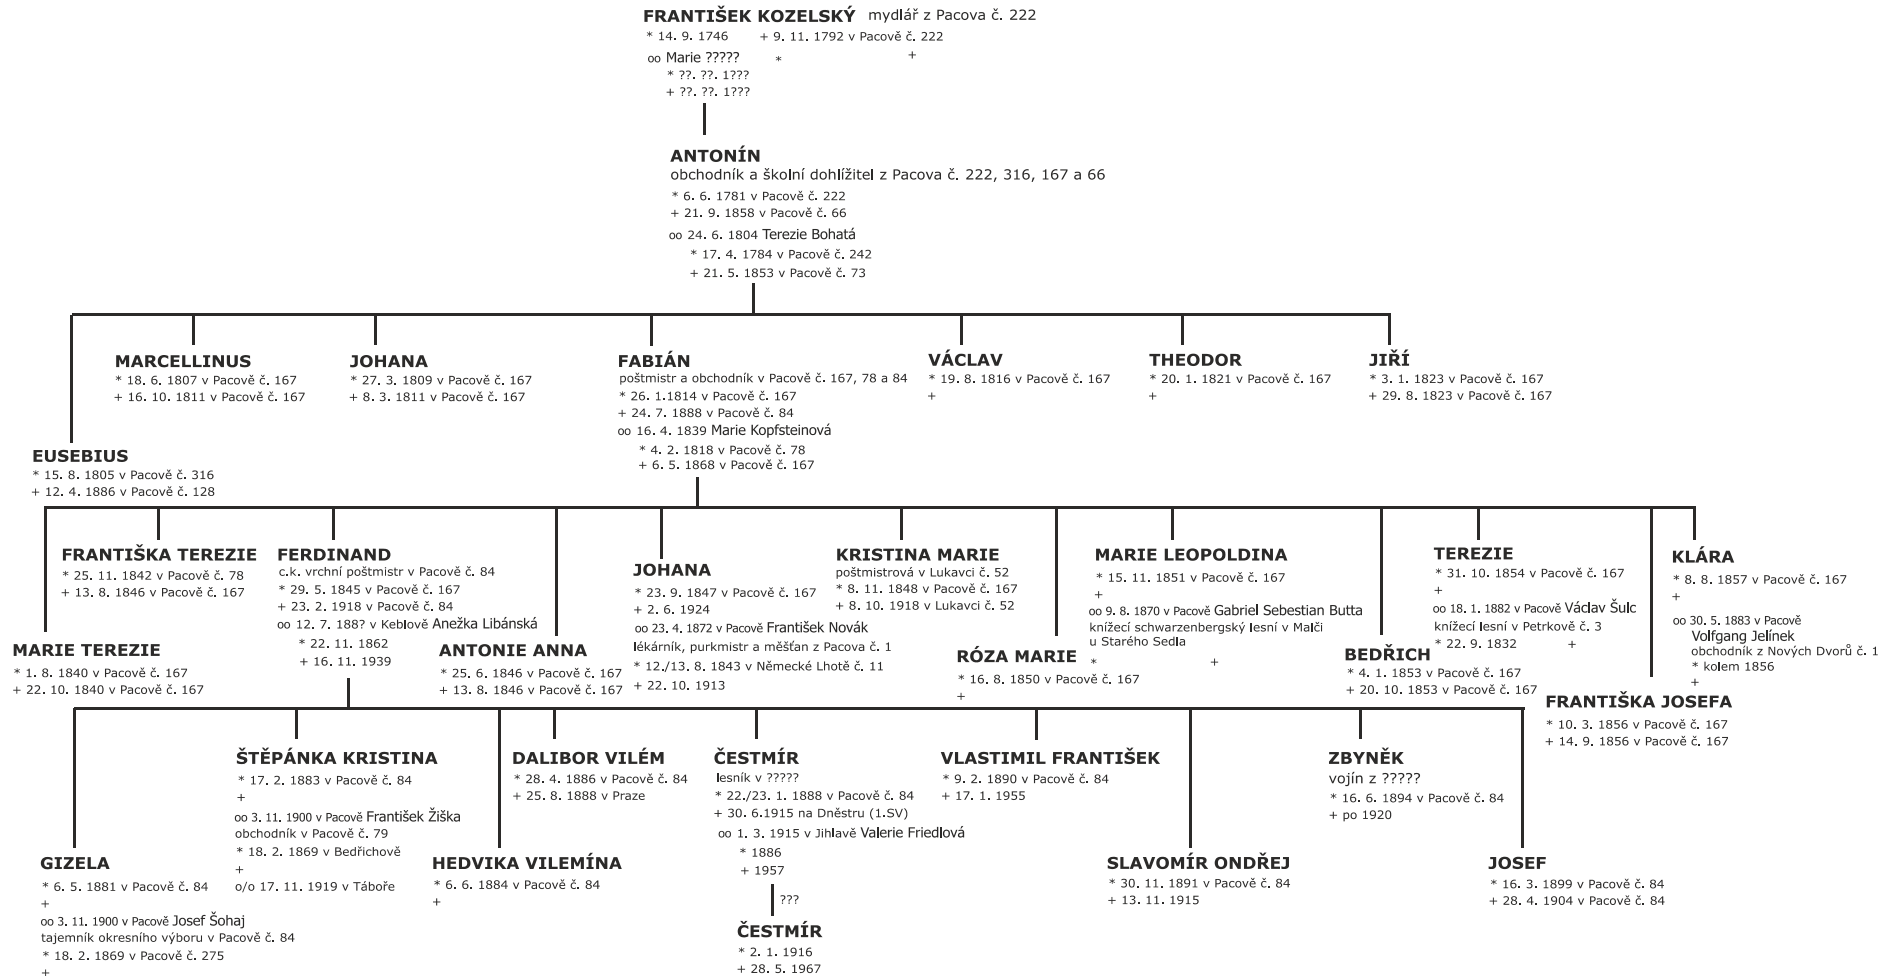 FRANTIŠEK KOZELSKÝ mydlář z Pacova č. 222
* 14. 9. 1746 + 9. 11. 1792 v Pacově č. 222
oo Marie ????? * +
* ??. ??. 1???
+ ??. ??. 1???
ANTONÍN
obchodník a školní dohlížitel z Pacova č. 222, 316, 167 a 66
* 6. 6. 1781 v Pacově č. 222
+ 21. 9. 1858 v Pacově č. 66
oo 24. 6. 1804 Terezie Bohatá
* 17. 4. 1784 v Pacově č. 242
+ 21. 5. 1853 v Pacově č. 73
MARCELLINUS
* 18. 6. 1807 v Pacově č. 167
+ 16. 10. 1811 v Pacově č. 167
JOHANA
* 27. 3. 1809 v Pacově č. 167
+ 8. 3. 1811 v Pacově č. 167
FABIÁN
poštmistr a obchodník v Pacově č. 167, 78 a 84
* 26. 1.1814 v Pacově č. 167
+ 24. 7. 1888 v Pacově č. 84
oo 16. 4. 1839 Marie Kopfsteinová
* 4. 2. 1818 v Pacově č. 78
+ 6. 5. 1868 v Pacově č. 167
VÁCLAV
* 19. 8. 1816 v Pacově č. 167
+
THEODOR
* 20. 1. 1821 v Pacově č. 167
+
JIŘÍ
* 3. 1. 1823 v Pacově č. 167
+ 29. 8. 1823 v Pacově č. 167
EUSEBIUS
* 15. 8. 1805 v Pacově č. 316
+ 12. 4. 1886 v Pacově č. 128
FRANTIŠKA TEREZIE
* 25. 11. 1842 v Pacově č. 78
+ 13. 8. 1846 v Pacově č. 167
FERDINAND
c.k. vrchní poštmistr v Pacově č. 84
* 29. 5. 1845 v Pacově č. 167
+ 23. 2. 1918 v Pacově č. 84
oo 12. 7. 188? v Keblově Anežka Libánská
* 22. 11. 1862
+ 16. 11. 1939
JOHANA
* 23. 9. 1847 v Pacově č. 167
+ 2. 6. 1924
oo 23. 4. 1872 v Pacově František Novák
lékárník, purkmistr a měšťan z Pacova č. 1
* 12./13. 8. 1843 v Německé Lhotě č. 11
+ 22. 10. 1913
KRISTINA MARIE
poštmistrová v Lukavci č. 52
* 8. 11. 1848 v Pacově č. 167
+ 8. 10. 1918 v Lukavci č. 52
MARIE LEOPOLDINA
* 15. 11. 1851 v Pacově č. 167
+
oo 9. 8. 1870 v Pacově Gabriel Sebestian Butta
knížecí schwarzenbergský lesní v Malči
u Starého Sedla
* +
TEREZIE
* 31. 10. 1854 v Pacově č. 167
+
oo 18. 1. 1882 v Pacově Václav Šulc
knížecí lesní v Petrkově č. 3
* 22. 9. 1832 +
KLÁRA
* 8. 8. 1857 v Pacově č. 167
+
oo 30. 5. 1883 v Pacově
Volfgang Jelínek
obchodník z Nových Dvorů č. 1
* kolem 1856
+
MARIE TEREZIE
* 1. 8. 1840 v Pacově č. 167
+ 22. 10. 1840 v Pacově č. 167
ANTONIE ANNA
* 25. 6. 1846 v Pacově č. 167
+ 13. 8. 1846 v Pacově č. 167
RÓZA MARIE
* 16. 8. 1850 v Pacově č. 167
+
BEDŘICH
* 4. 1. 1853 v Pacově č. 167
+ 20. 10. 1853 v Pacově č. 167
FRANTIŠKA JOSEFA
* 10. 3. 1856 v Pacově č. 167
+ 14. 9. 1856 v Pacově č. 167
ŠTĚPÁNKA KRISTINA
* 17. 2. 1883 v Pacově č. 84
+
oo 3. 11. 1900 v Pacově František Žiška
obchodník v Pacově č. 79
* 18. 2. 1869 v Bedřichově
+
o/o 17. 11. 1919 v Táboře
DALIBOR VILÉM
* 28. 4. 1886 v Pacově č. 84
+ 25. 8. 1888 v Praze
ČESTMÍR
lesník v ?????
* 22./23. 1. 1888 v Pacově č. 84
+ 30. 6.1915 na Dněstru (1.SV)
oo 1. 3. 1915 v Jihlavě Valerie Friedlová
* 1886
+ 1957
VLASTIMIL FRANTIŠEK
* 9. 2. 1890 v Pacově č. 84
+ 17. 1. 1955
ZBYNĚK
vojín z ?????
* 16. 6. 1894 v Pacově č. 84
+ po 1920
GIZELA
* 6. 5. 1881 v Pacově č. 84
+
oo 3. 11. 1900 v Pacově Josef Šohaj
tajemník okresního výboru v Pacově č. 84
* 18. 2. 1869 v Pacově č. 275
+
HEDVIKA VILEMÍNA
* 6. 6. 1884 v Pacově č. 84
+
SLAVOMÍR ONDŘEJ
* 30. 11. 1891 v Pacově č. 84
+ 13. 11. 1915
JOSEF
* 16. 3. 1899 v Pacově č. 84
+ 28. 4. 1904 v Pacově č. 84
???
ČESTMÍR
* 2. 1. 1916
+ 28. 5. 1967